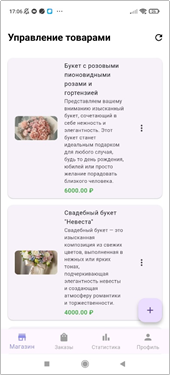 17:06
Управление товарами
Букет с розовыми
пионовидными
розами и
гортензией
Представляем вашему
вниманию изысканный
букет, сочетающий в
себе нежность и
элегантность. Этот
букет станет
идеальным подарком
для любого случая,
будь то день рождения,
юбилей или просто
желание порадовать
близкого человека.
6000.00 ₽
Свадебный букет
"Невеста"
Свадебный букет — это
изысканная
композиция из свежих
цветов, выполненная в
нежных или ярких
тонах,
подчеркивающая
элегантность невесты
и создающая
атмосферу романтики
и торжественности.
4000.00 ₽
+
Магазин
Заказы
Статистика
Профиль